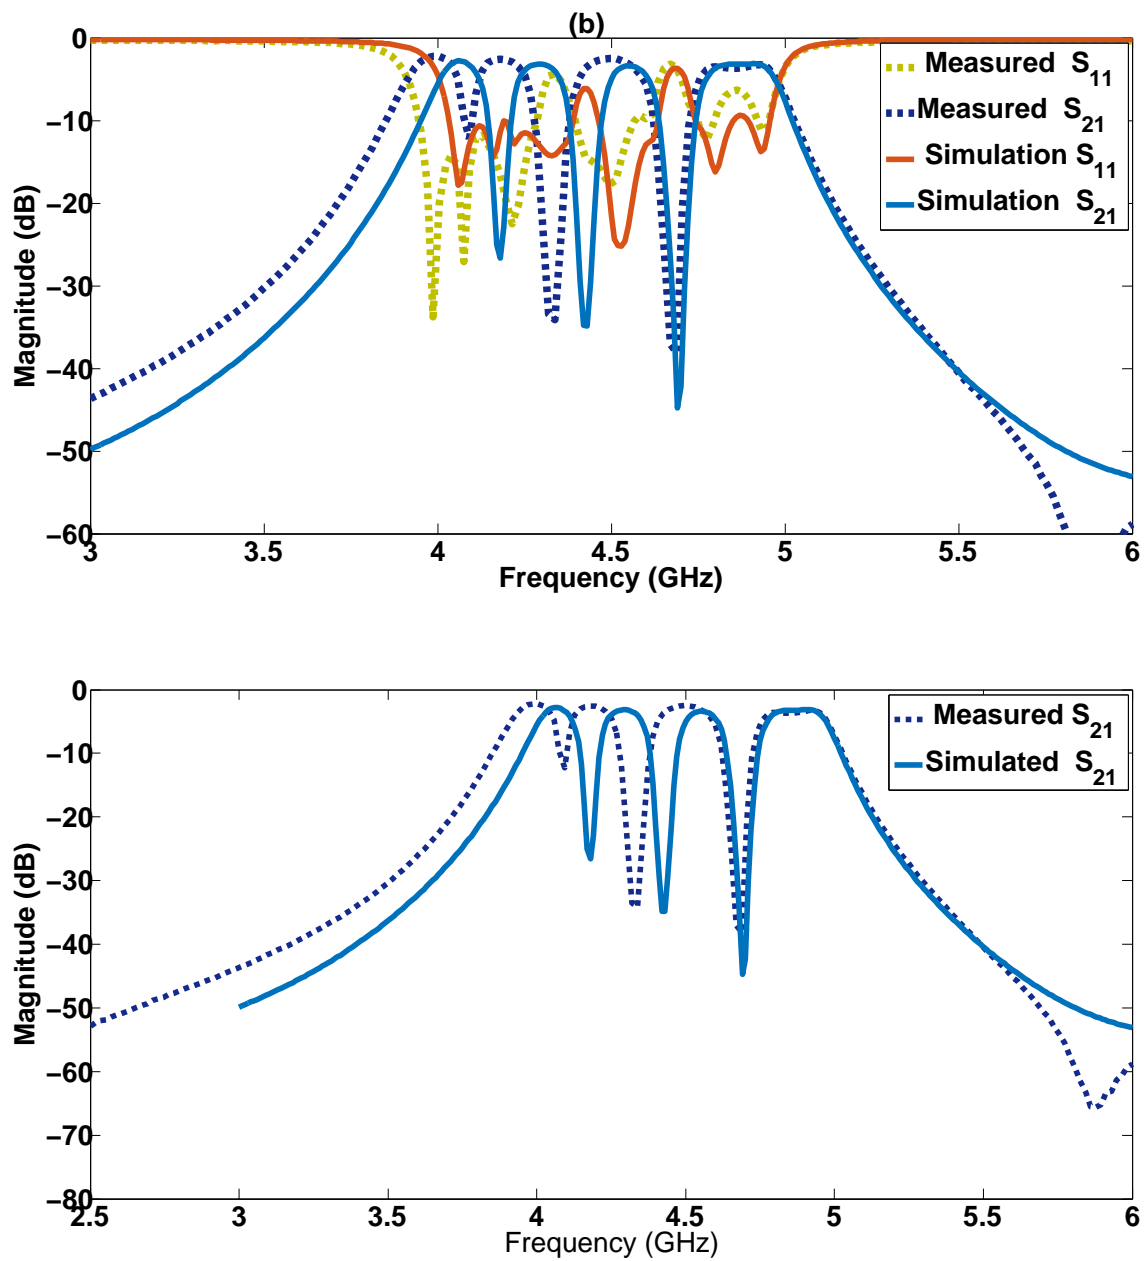 (b)
0
−10
−20
−30
−40
−50
−60
Magnitude (dB)
3
3.5
4
4.5
5
5.5
6
Frequency (GHz)
Measured S11
Measured S21
Simulation S11
Simulation S21
0
−10
−20
−30
−40
−50
−60
−70
−80
Magnitude (dB)
2.5
3
3.5
4
4.5
5
5.5
6
Frequency (GHz)
Measured S21
Simulated S21